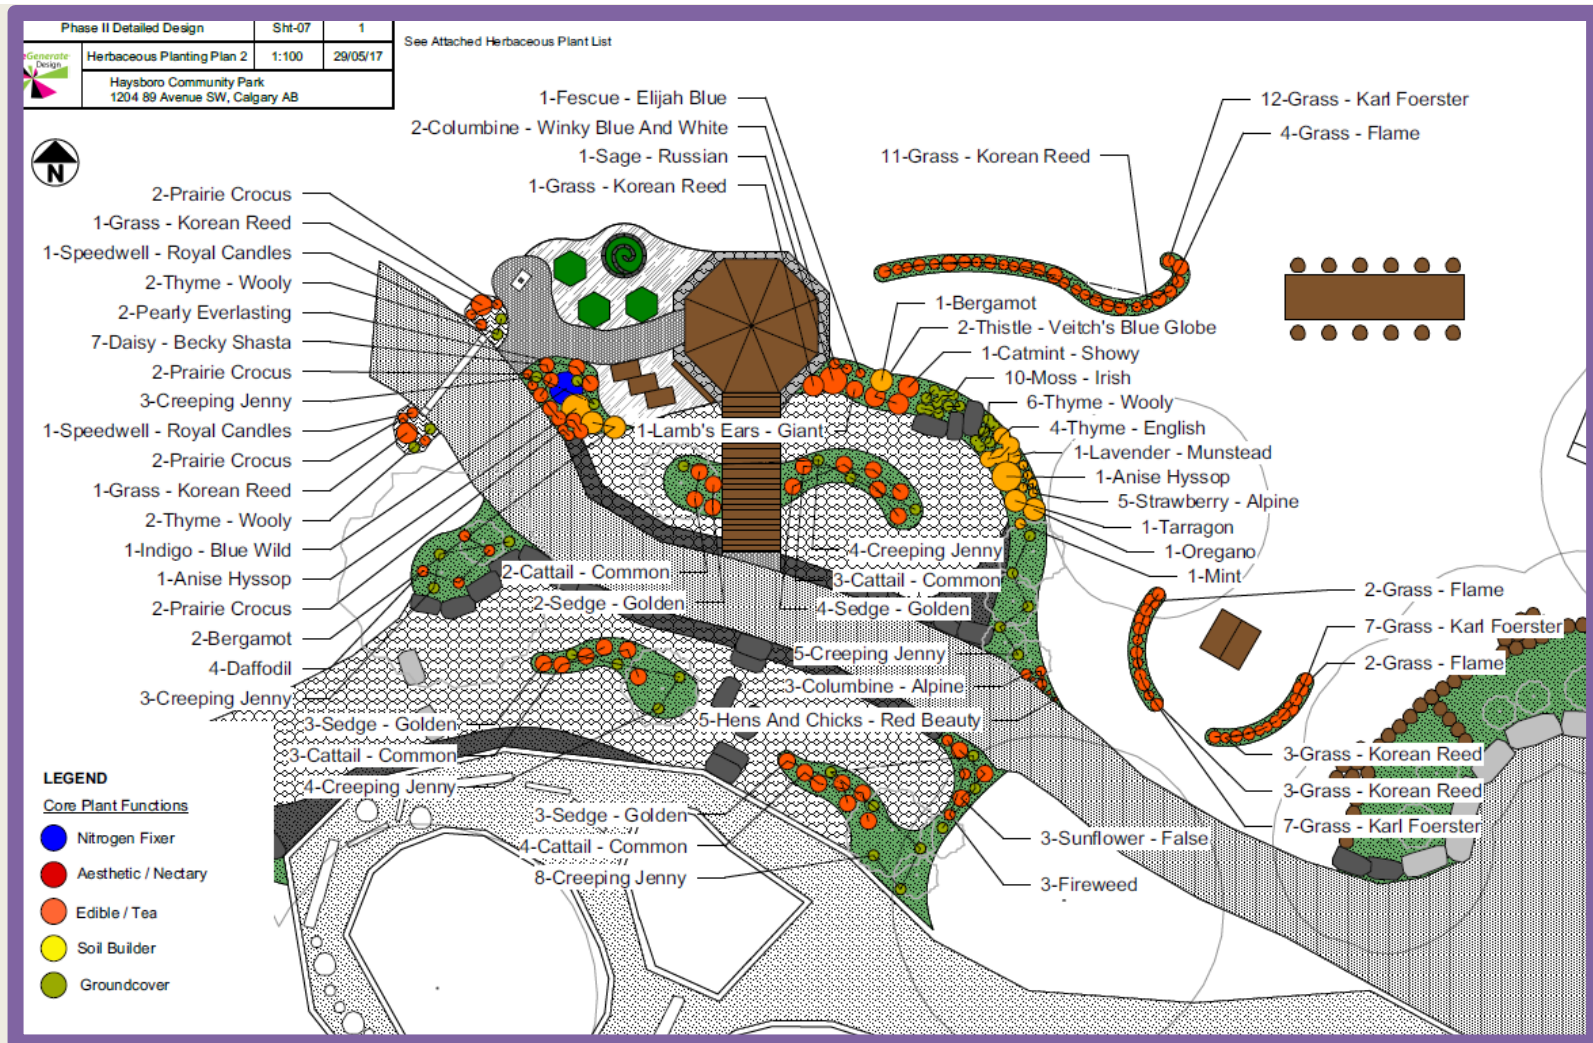 Phase II Detailed Design
Sht-07
1
Generate
Design
Herbaceous Planting Plan 2
1:100
29/05/17
Haysboro Community Park
1204 89 Avenue SW, Calgary AB
See Attached Herbaceous Plant List
N
1-Fescue - Elijah Blue
2-Columbine - Winky Blue And White
1-Sage - Russian
1-Grass - Korean Reed
12-Grass - Karl Foerster
4-Grass - Flame
11-Grass - Korean Reed
2-Prairie Crocus
1-Grass - Korean Reed
1-Speedwell - Royal Candles
2-Thyme - Wooly
2-Pearly Everlasting
7-Daisy - Becky Shasta
2-Prairie Crocus
3-Creeping Jenny
1-Speedwell - Royal Candles
2-Prairie Crocus
1-Grass - Korean Reed
2-Thyme - Wooly
1-Indigo - Blue Wild
1-Anise Hyssop
2-Prairie Crocus
2-Bergamot
4-Daffodil
3-Creeping Jenny
1-Bergamot
2-Thistle - Veitch's Blue Globe
1-Catmint - Showy
10-Moss - Irish
6-Thyme - Wooly
4-Thyme - English
1-Lavender - Munstead
1-Anise Hyssop
5-Strawberry - Alpine
1-Tarragon
1-Oregano
1-Mint
1-Lamb's Ears - Giant
4-Creeping Jenny
2-Cattail - Common
3-Cattail - Common
2-Sedge - Golden
4-Sedge - Golden
5-Creeping Jenny
3-Columbine - Alpine
5-Hens And Chicks - Red Beauty
3-Sedge - Golden
3-Cattail - Common
4-Creeping Jenny
3-Sedge - Golden
4-Cattail - Common
8-Creeping Jenny
2-Grass - Flame
7-Grass - Karl Foerster
2-Grass - Flame
3-Grass - Korean Reed
3-Grass - Korean Reed
7-Grass - Karl Foerster
3-Sunflower - False
3-Fireweed
LEGEND
Core Plant Functions
Nitrogen Fixer
Aesthetic / Nectary
Edible / Tea
Soil Builder
Groundcover